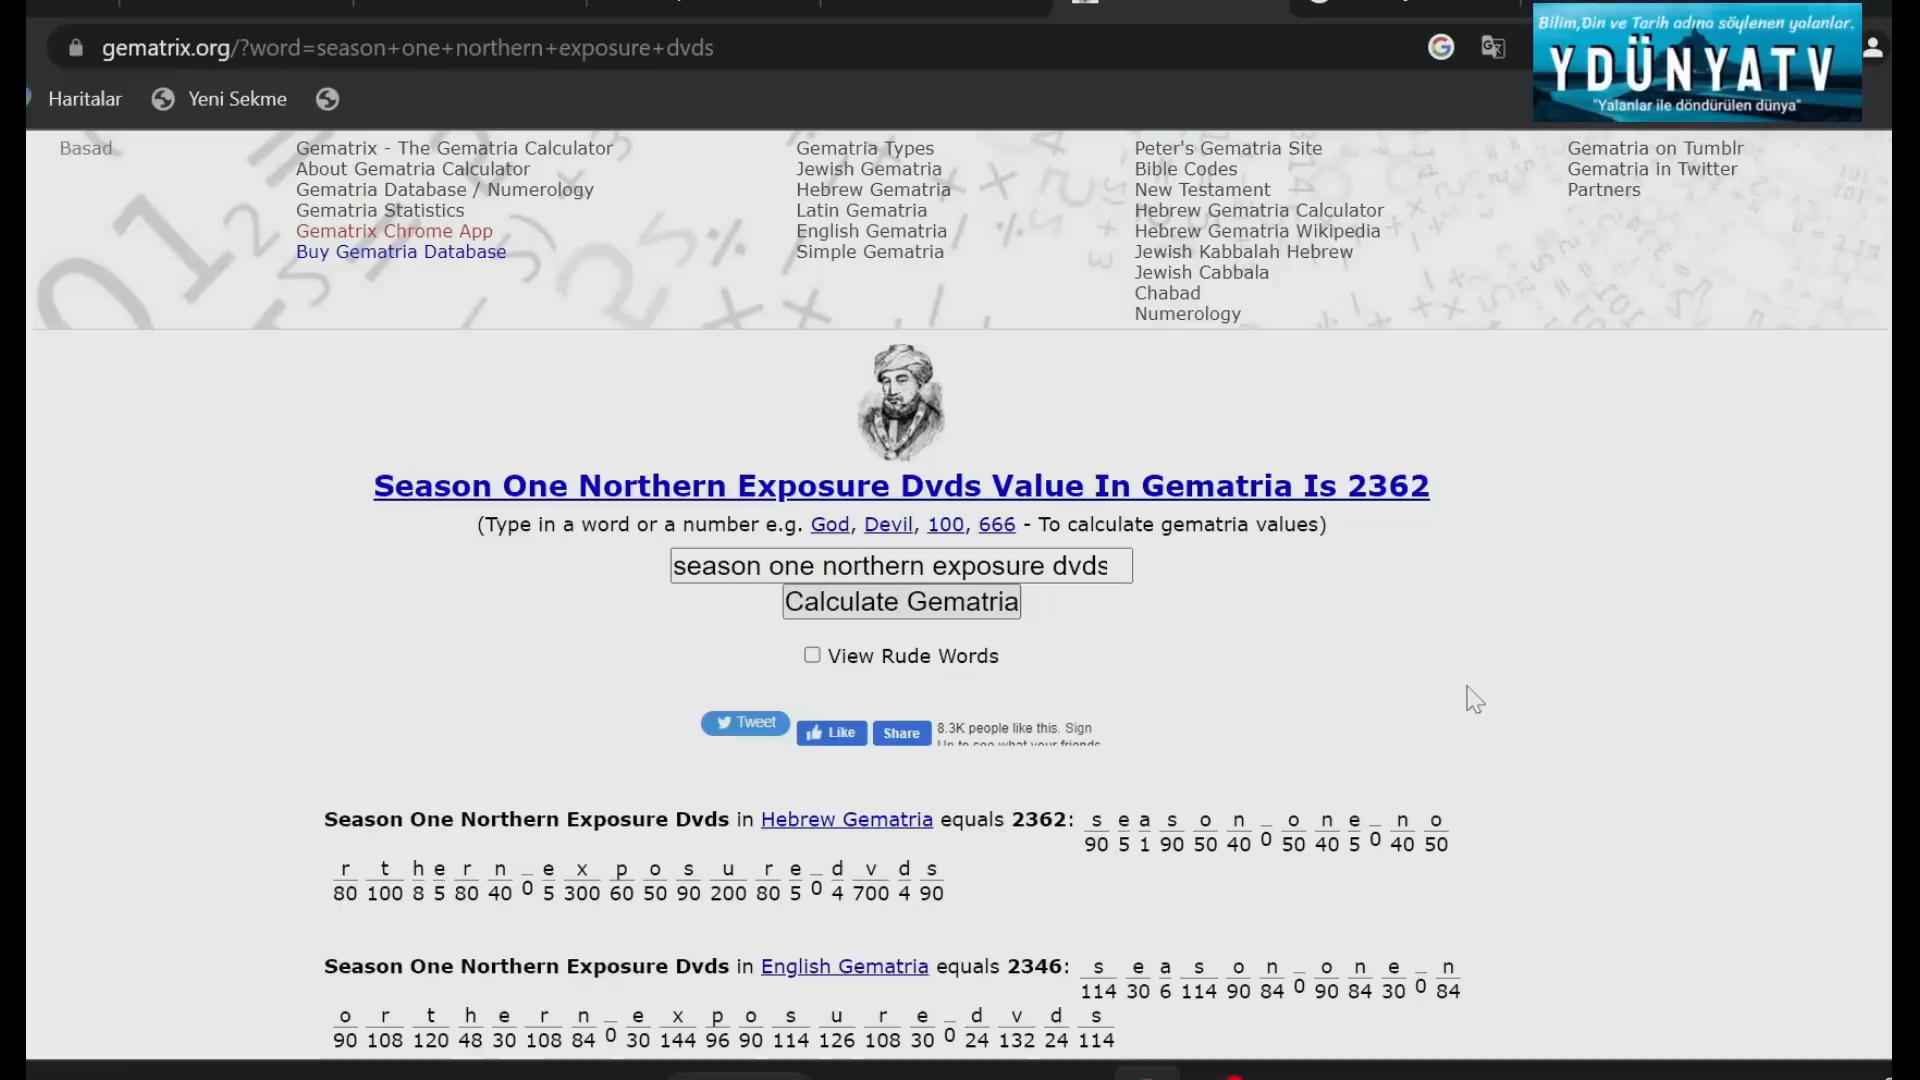 gematrix.org/?word=season+one+northern+exposure+dvds
Bilim,Din ve Tarih adına söylenen yalanlar.
YDÜNYATV
"Yalanlar ile döndürülen dünya"
Haritalar Yeni Sekme
Basad
Gematrix - The Gematria Calculator
About Gematria Calculator
Gematria Database / Numerology
Gematria Statistics
Gematrix Chrome App
Buy Gematria Database
Gematria Types
Jewish Gematria
Hebrew Gematria
Latin Gematria
English Gematria
Simple Gematria
Peter's Gematria Site
Bible Codes
New Testament
Hebrew Gematria Calculator
Hebrew Gematria Wikipedia
Jewish Kabbalah Hebrew
Jewish Cabbala
Chabad
Numerology
Gematria on Tumblr
Gematria in Twitter
Partners
Season One Northern Exposure Dvds Value In Gematria Is 2362
(Type in a word or a number e.g. God, Devil, 100, 666 - To calculate gematria values)
season one northern exposure dvds
Calculate Gematria
View Rude Words
Tweet Like Share 8.3K people like this. Sign
Up to see what your friends
Season One Northern Exposure Dvds in Hebrew Gematria equals 2362: s e a s o n _ o n e _ n o
90 5 1 90 50 40 0 50 40 5 0 40 50
r t h e r n _ e x p o s u r e _ d v d s
80 100 8 5 80 40 0 5 300 60 50 90 200 80 5 0 4 700 4 90
Season One Northern Exposure Dvds in English Gematria equals 2346: s e a s o n _ o n e _ n
114 30 6 114 90 84 0 90 84 30 0 84
o r t h e r n _ e x p o s u r e _ d v d s
90 108 120 48 30 108 84 0 30 144 96 90 114 126 108 30 0 24 132 24 114